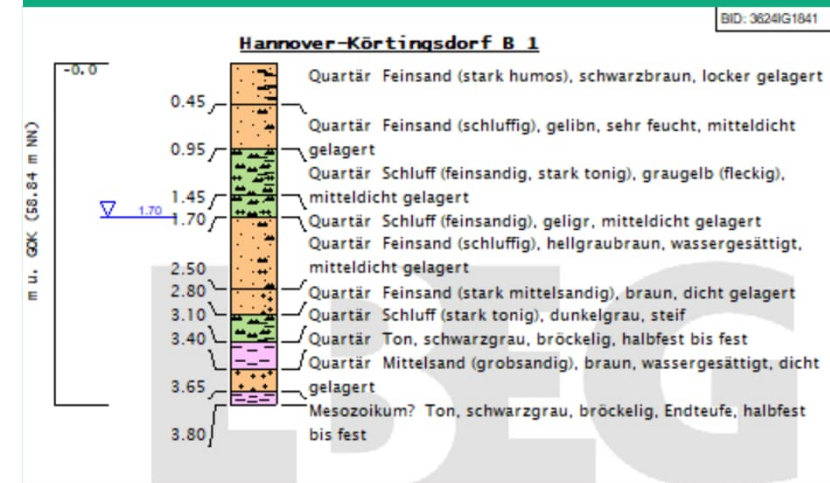 BID: 3624IG1841
Hannover-Körtingsdorf B 1
m u. GOK (58.84 m NN)
-0.0
Quartär Feinsand (stark humos), schwarzbraun, locker gelagert
0.45
Quartär Feinsand (schluffig), gelibn, sehr feucht, mitteldicht
0.95
gelagert
Quartär Schluff (feinsandig, stark tonig), graugelb (fleckig),
1.45
mitteldicht gelagert
1.70
1.70
Quartär Schluff (feinsandig), geligr, mitteldicht gelagert
Quartär Feinsand (schluffig), hellgraubraun, wassergesättigt,
2.50
mitteldicht gelagert
2.80
Quartär Feinsand (stark mittelsandig), braun, dicht gelagert
3.10
Quartär Schluff (stark tonig), dunkelgrau, steif
3.40
Quartär Ton, schwarzgrau, bröckelig, halbfest bis fest
Quartär Mittelsand (grobsandig), braun, wassergesättigt, dicht
3.65
gelagert
Mesozoikum? Ton, schwarzgrau, bröckelig, Endteufe, halbfest
3.80
bis fest
LBEG